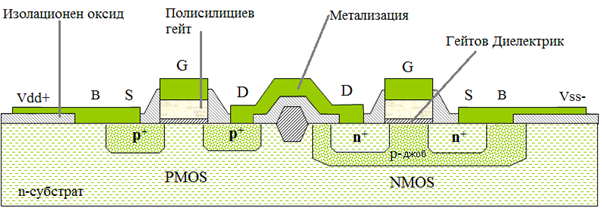 Изолационен оксид
Полисилициев
гейт
Метализация
Гейтов Диелектрик
G
G
Vdd+
B
S
D
D
S
B
Vss-
p+
p+
n+
n+
p-джоб
PMOS
NMOS
n-субстрат